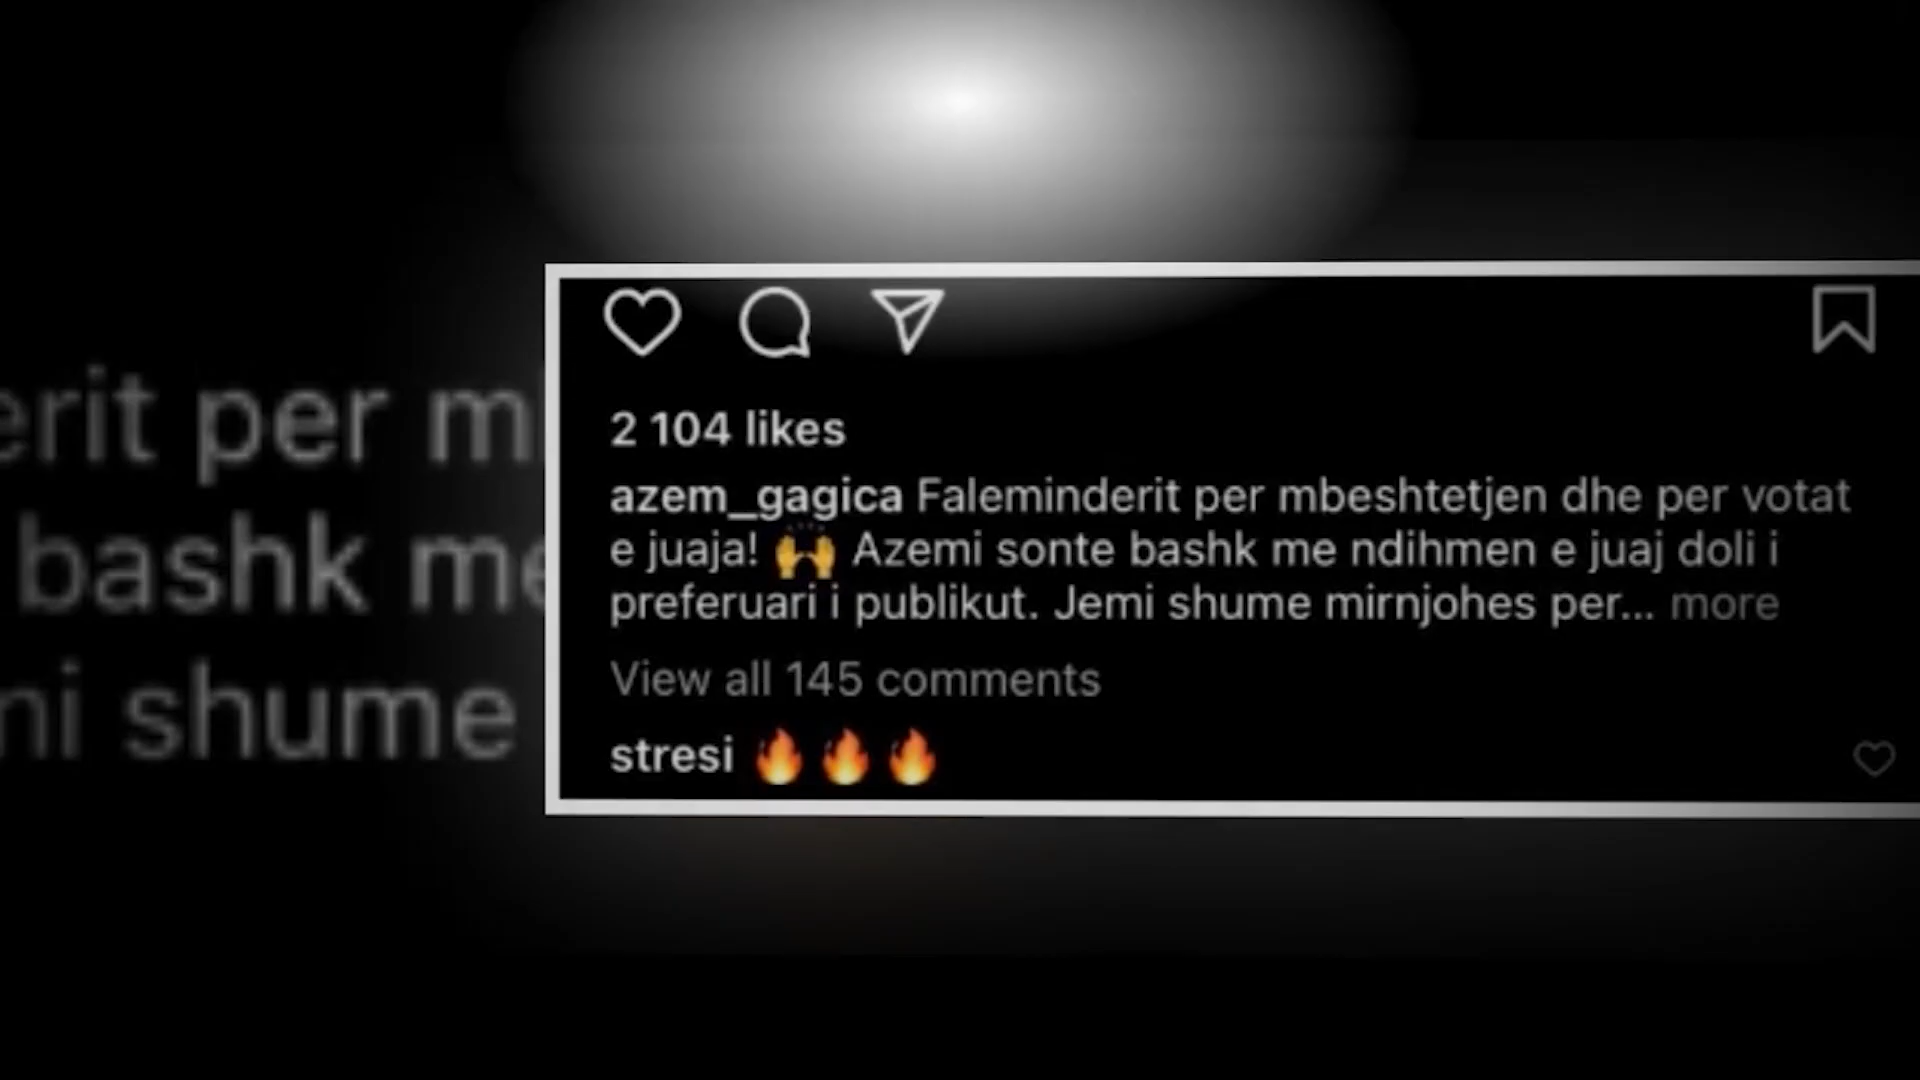 erit per m
bashk me
ni shume
2 104 likes
azem_gagica Faleminderit per mbeshtetjen dhe per votat
e juaja! 🙌 Azemi sonte bashk me ndihmen e juaj doli i
preferuari i publikut. Jemi shume mirnjohes per... more
View all 145 comments
stresi 🔥🔥🔥